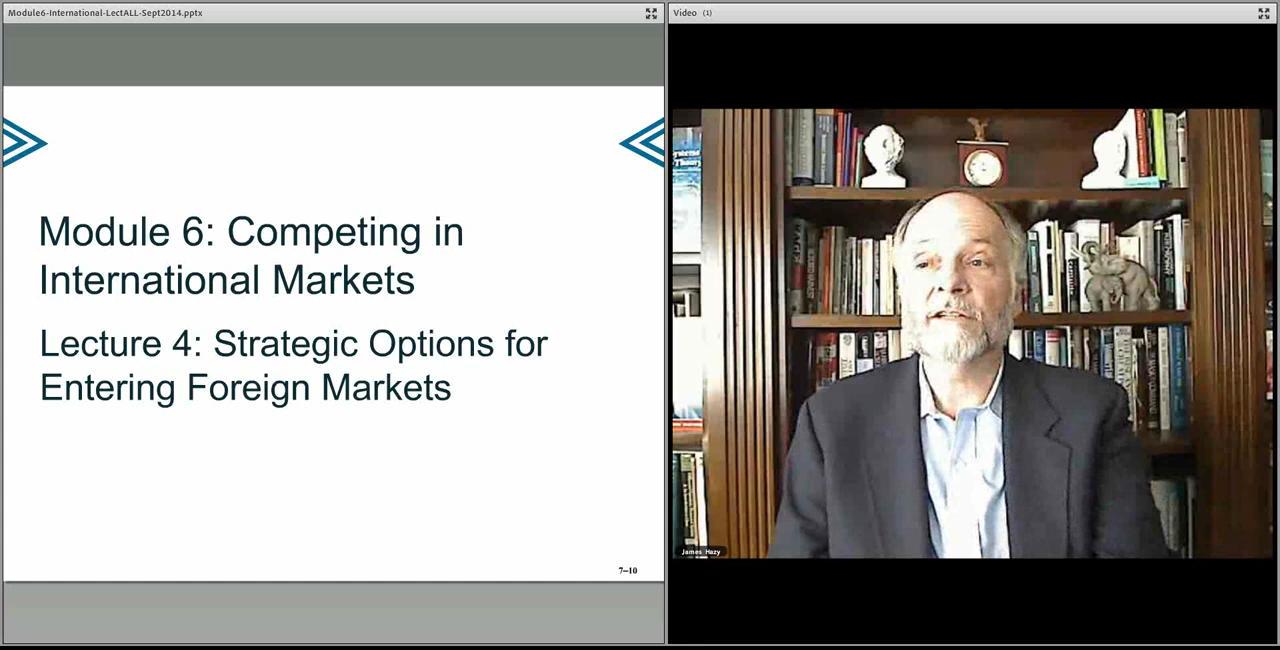 Module6-International-LectALL-Sept2014.pptx
Video (1)
Module 6: Competing in
International Markets
Lecture 4: Strategic Options for
Entering Foreign Markets
7–10
James Hazy